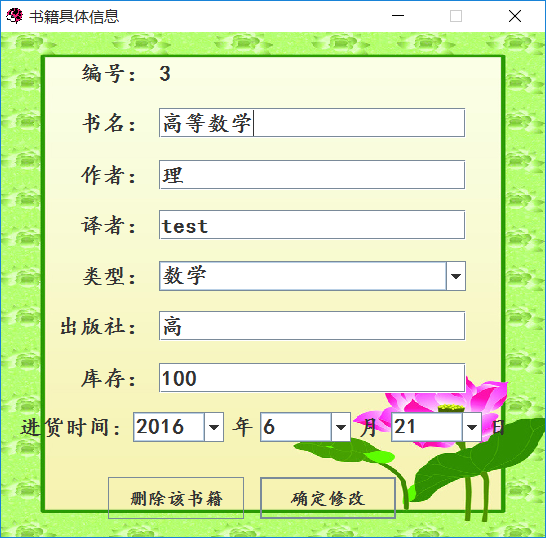 书籍具体信息
编号： 3
书名： 高等数学
作者： 理
译者： test
类型： 数学
出版社： 高
库存： 100
进货时间： 2016 年 6 月 21 日
删除该书籍 确定修改